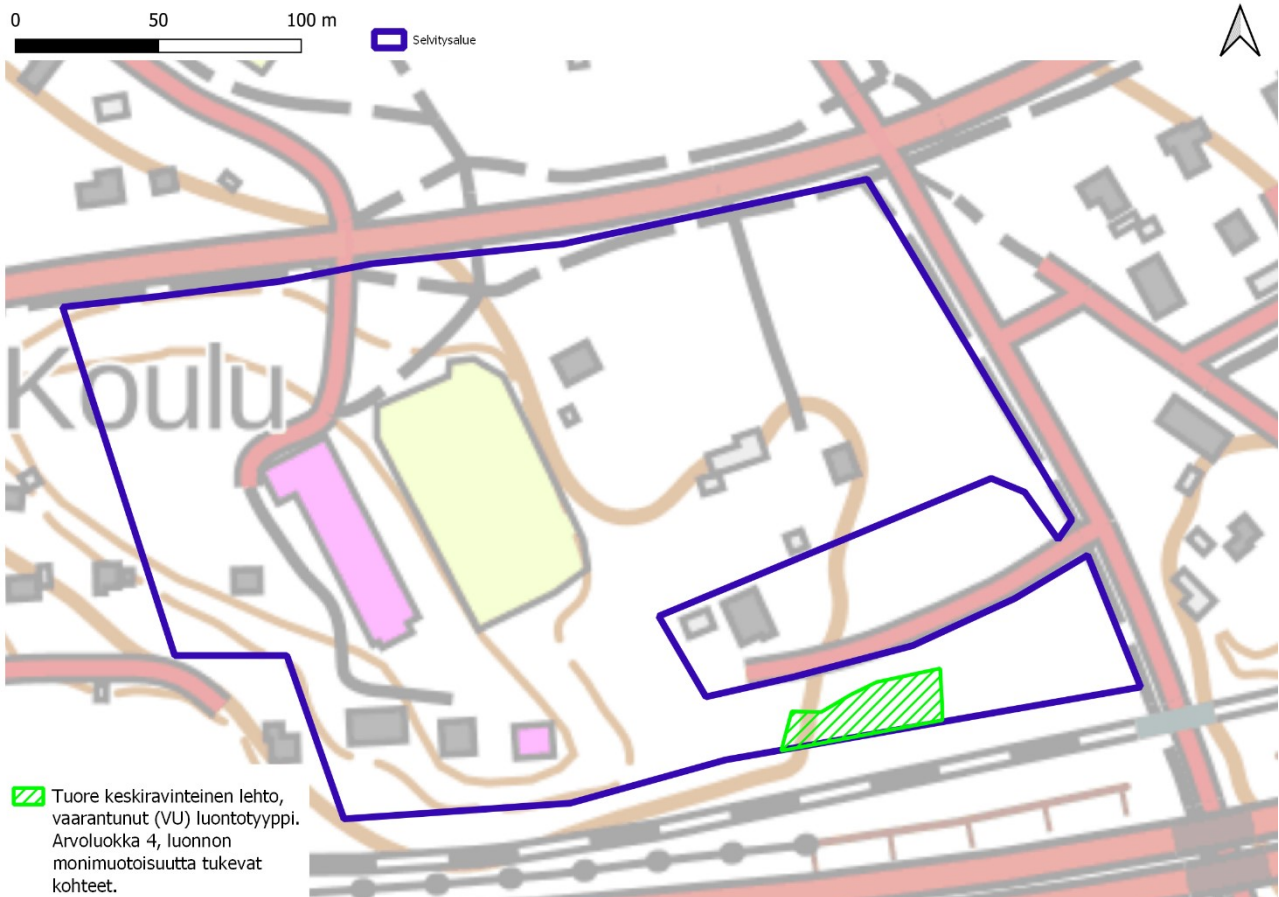 0 50 100 m
Selvitysalue
Koulu
Tuore keskiravinteinen lehto,
vaarantunut (VU) luontotyyppi.
Arvoluokka 4, luonnon
monimuotoisuutta tukevat
kohteet.